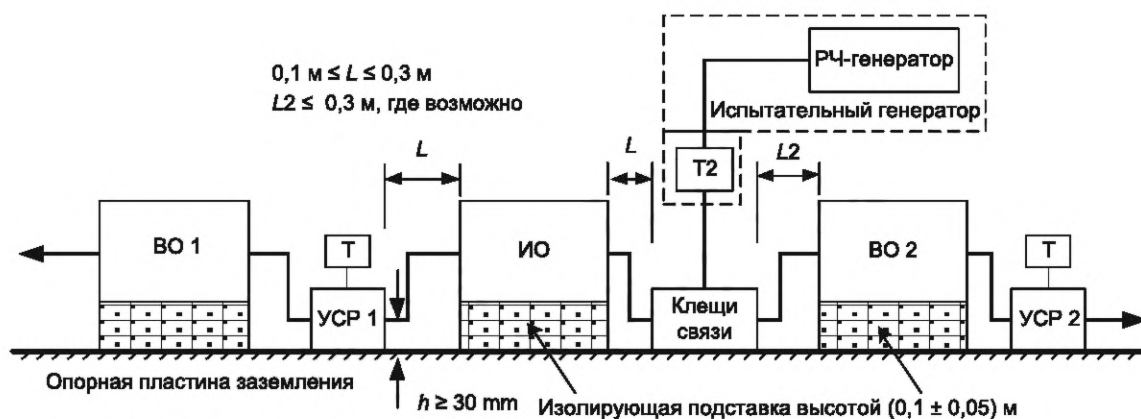 РЧ-генератор
0,1 м ≤ L ≤ 0,3 м
L2 ≤ 0,3 м, где возможно
Испытательный генератор
L
L
T2
L2
ВО 1
T
ИО
ВО 2
T
УСР 1
Клещи
связи
УСР 2
Опорная пластина заземления
h ≥ 30 mm
Изолирующая подставка высотой (0,1 ± 0,05) м